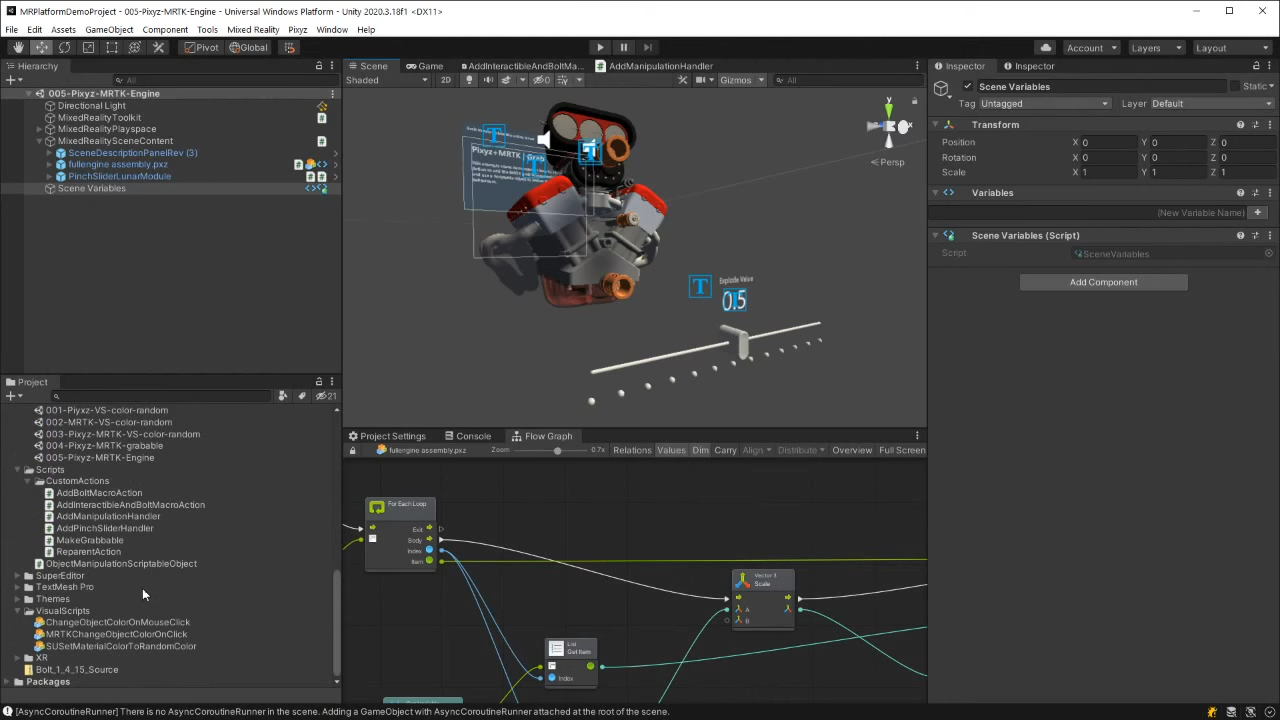 MRPlatformDemoProject - 005-Pixyz-MRTK-Engine - Universal Windows Platform - Unity 2020.3.18f1 <DX11>
File Edit Assets GameObject Component Tools Mixed Reality Pixyz Window Help
Pivot Global Account Layers Layout
Hierarchy
All
005-Pixyz-MRTK-Engine
Directional Light
MixedRealityToolkit
MixedRealityPlayspace
MixedRealitySceneContent
SceneDescriptionPanelRev (3)
fullengine assembly.pxz
PinchSliderLunarModule
Scene Variables
Scene Game AddInteractibleAndBoltMa... AddManipulationHandler
Shaded 2D 0 Gizmos All
y
Persp
Pixyz+MRTK | Grab
Explode Value
0.5
Inspector Inspector
Scene Variables Static
Tag Untagged Layer Default
Transform
Position X 0 Y 0 Z 0
Rotation X 0 Y 0 Z 0
Scale X 1 Y 1 Z 1
Variables
(New Variable Name)
Scene Variables (Script)
Script SceneVariables
Add Component
Project
21
001-Piyxz-VS-color-random
002-MRTK-VS-color-random
003-Pixyz-MRTK-VS-color-random
004-Pixyz-MRTK-grabable
005-Pixyz-MRTK-Engine
Scripts
CustomActions
AddBoltMacroAction
AddInteractibleAndBoltMacroAction
AddManipulationHandler
AddPinchSliderHandler
MakeGrabbable
ReparentAction
ObjectManipulationScriptableObject
SuperEditor
TextMesh Pro
Themes
VisualScripts
ChangeObjectColorOnMouseClick
MRTKChangeObjectColorOnClick
SUSetMaterialColorToRandomColor
XR
Bolt_1_4_15_Source
Packages
Project Settings Console Flow Graph
fullengine assembly.pxz Zoom 0.7x Relations Values Dim Carry Align Distribute Overview Full Screen
For Each Loop
Exit
Body
Index
Item
Vector 3
Scale
A
B
List
Get Item
Index
[AsyncCoroutineRunner] There is no AsyncCoroutineRunner in the scene. Adding a GameObject with AsyncCoroutineRunner attached at the root of the scene.